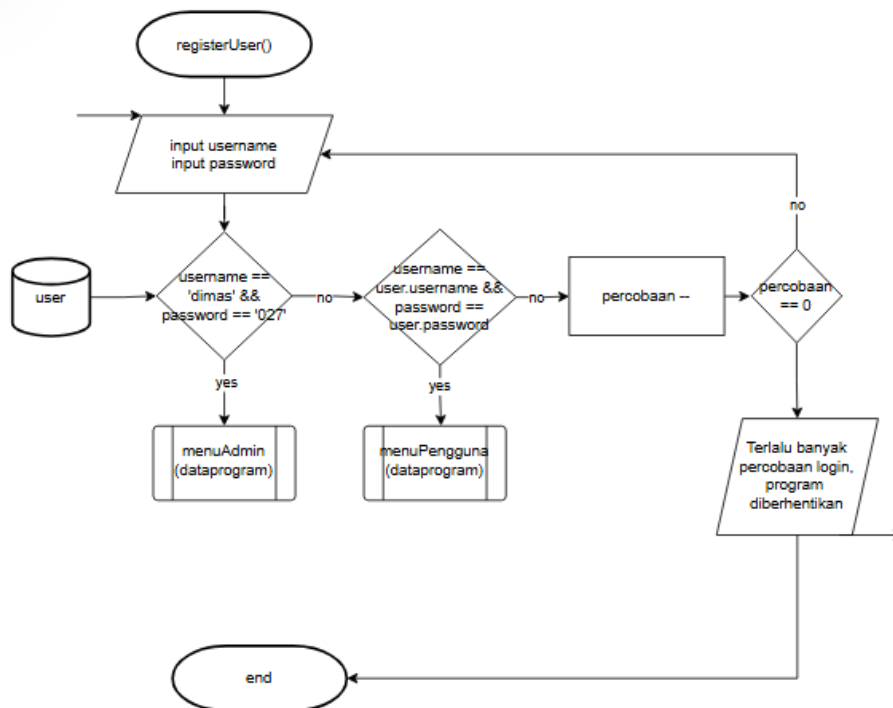 registerUser()
input username
input password
no
user
username ==
'dimas' &&
password == '027'
no
username ==
user.username &&
password ==
user.password
no
percobaan --
percobaan
== 0
yes
yes
menuAdmin
(dataprogram)
menuPengguna
(dataprogram)
Terlalu banyak
percobaan login,
program
diberhentikan
end